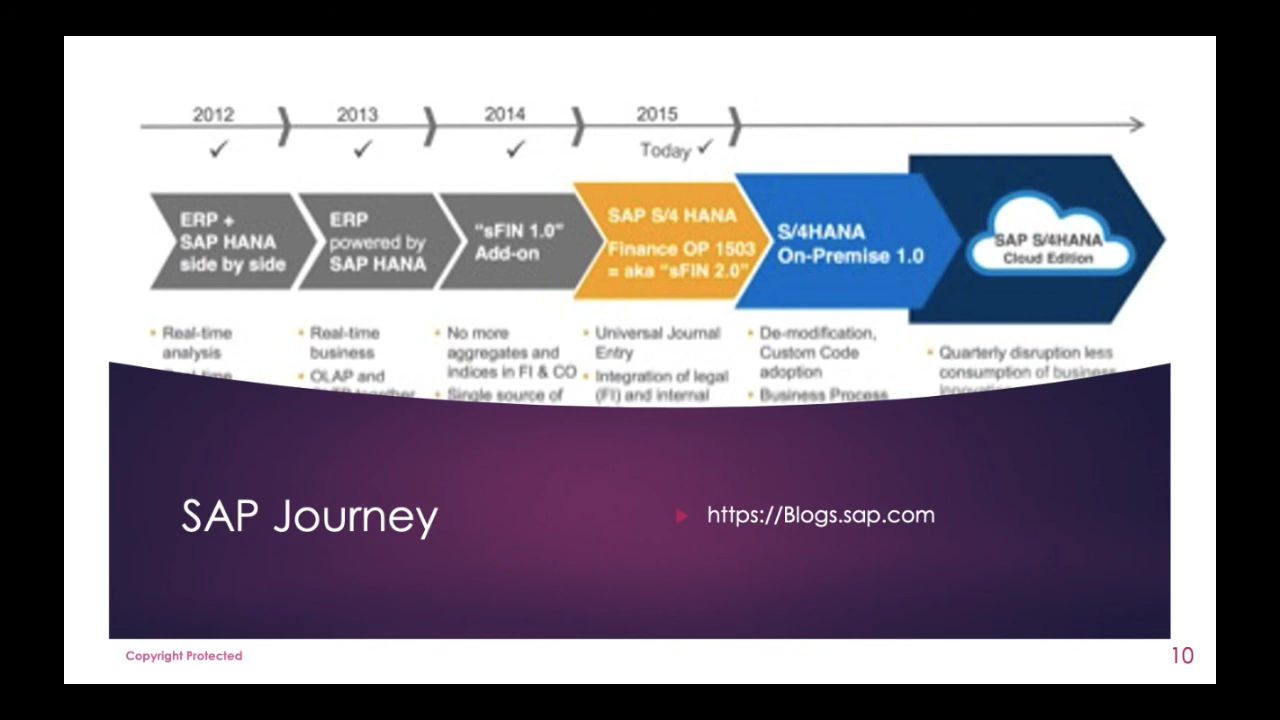 2012
2013
2014
2015
Today
ERP +
SAP HANA
side by side
ERP
powered by
SAP HANA
"sFIN 1.0"
Add-on
SAP S/4 HANA
Finance OP 1503
= aka "sFIN 2.0"
S/4HANA
On-Premise 1.0
SAP S/4HANA
Cloud Edition
• Real-time
analysis
• Real-time
business
• OLAP and
together
• No more
aggregates and
indices in FI & CO
• Single source of
• Universal Journal
Entry
• Integration of legal
(FI) and internal
• De-modification,
Custom Code
adoption
• Business Process
• Quarterly disruption less
consumption of business
SAP Journey
https://Blogs.sap.com
Copyright Protected
10